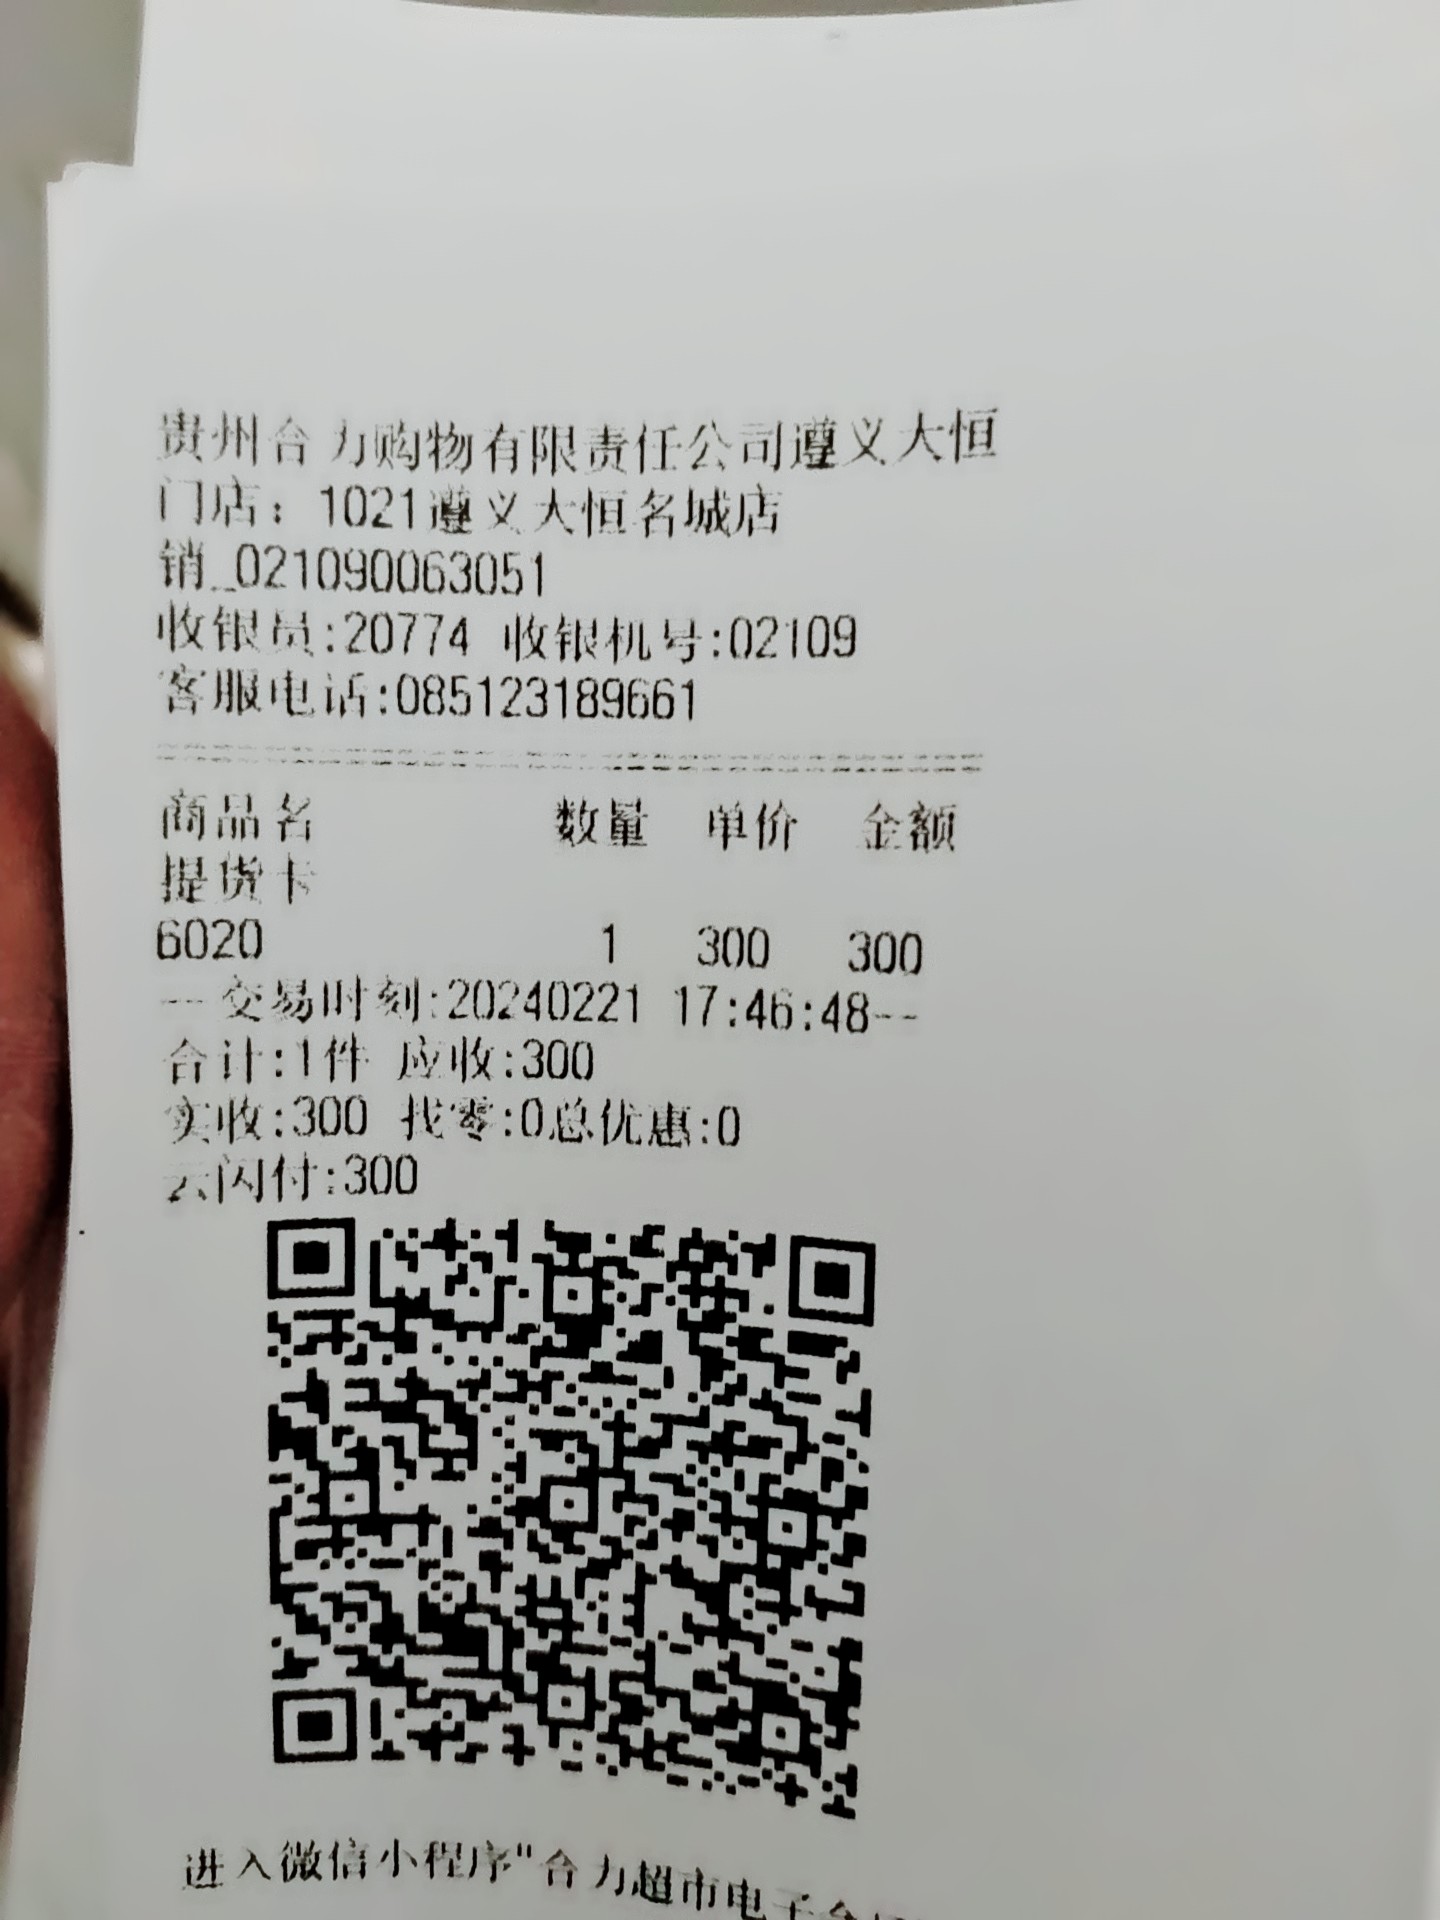 贵州合力购物有限责任公司遵义大恒
门店：1021遵义大恒名城店
销_021090063051
收银员:20774 收银机号:02109
客服电话:085123189661
商品名 数量 单价 金额
提货卡
6020 1 300 300
--交易时刻:20240221 17:46:48--
合计:1件 应收:300
实收:300 找零:0总优惠:0
云闪付:300
进入微信小程序"合力超市电子